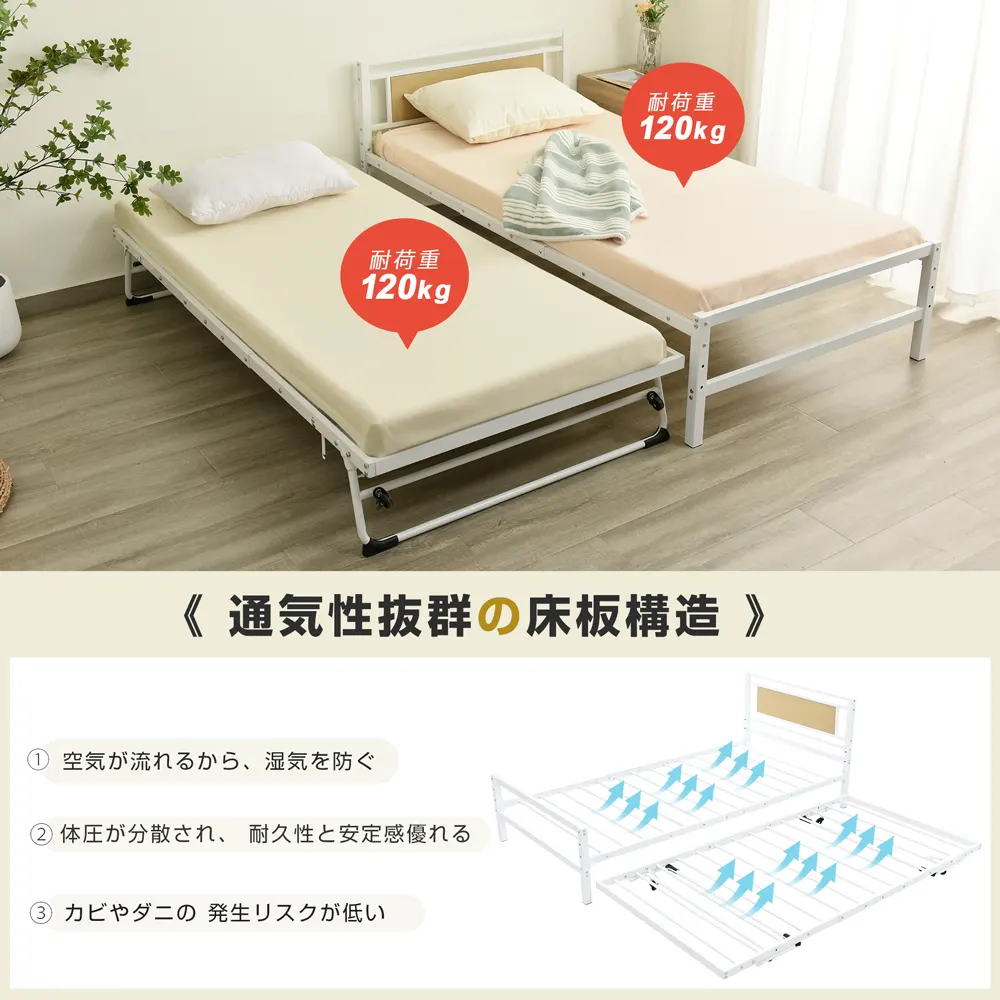 耐荷重
120kg
耐荷重
120kg
《 通気性抜群の床板構造 》
① 空気が流れるから、湿気を防ぐ
② 体圧が分散され、 耐久性と安定感優れる
③ カビやダニの 発生リスクが低い